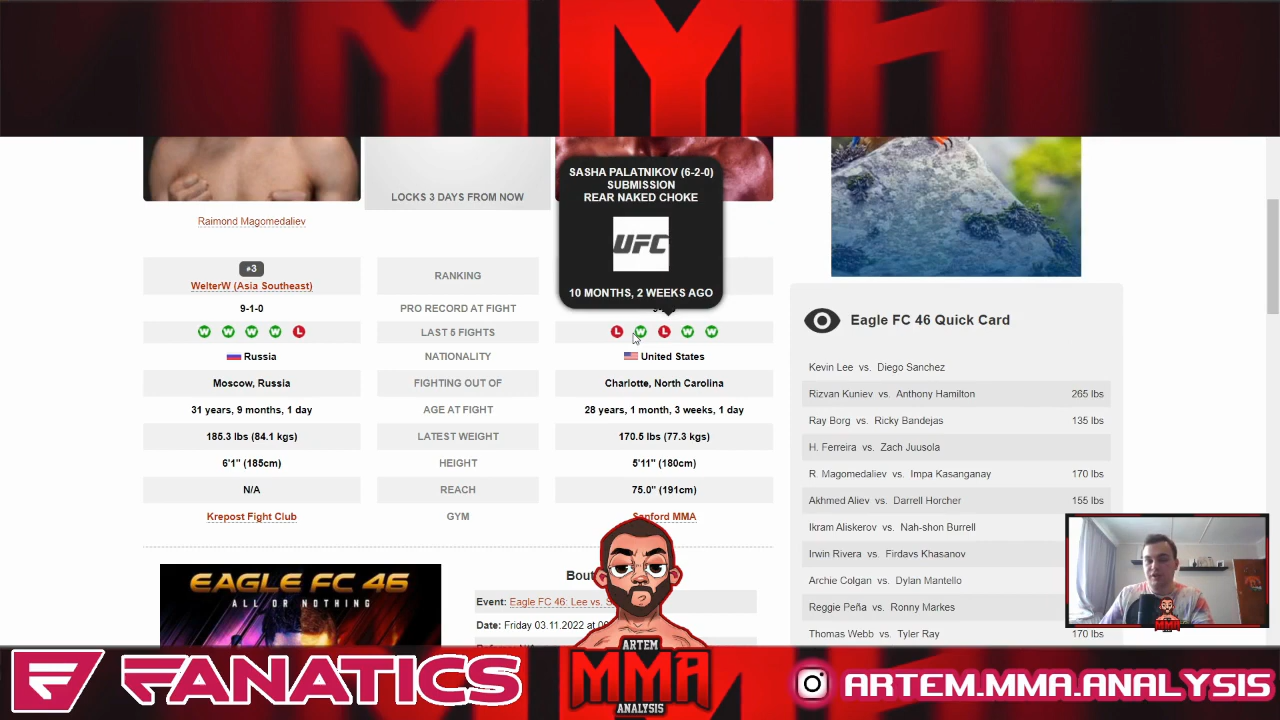 MMA
LOCKS 3 DAYS FROM NOW
SASHA PALATNIKOV (6-2-0)
SUBMISSION
REAR NAKED CHOKE
UFC
10 MONTHS, 2 WEEKS AGO
Raimond Magomedaliev
#3
WelterW (Asia Southeast)
RANKING
9-1-0
PRO RECORD AT FIGHT
W W W W L
LAST 5 FIGHTS
L W L W W
Russia
NATIONALITY
United States
Moscow, Russia
FIGHTING OUT OF
Charlotte, North Carolina
31 years, 9 months, 1 day
AGE AT FIGHT
28 years, 1 month, 3 weeks, 1 day
185.3 lbs (84.1 kgs)
LATEST WEIGHT
170.5 lbs (77.3 kgs)
6'1" (185cm)
HEIGHT
5'11" (180cm)
N/A
REACH
75.0" (191cm)
Krepost Fight Club
GYM
Sanford MMA
Eagle FC 46 Quick Card
Kevin Lee vs. Diego Sanchez
Rizvan Kuniev vs. Anthony Hamilton 265 lbs
Ray Borg vs. Ricky Bandejas 135 lbs
H. Ferreira vs. Zach Juusola
R. Magomedaliev vs. Impa Kasanganay 170 lbs
Akhmed Aliev vs. Darrell Horcher 155 lbs
Ikram Aliskerov vs. Nah-shon Burrell
Irwin Rivera vs. Firdavs Khasanov
Archie Colgan vs. Dylan Mantello
Reggie Peña vs. Ronny Markes
Thomas Webb vs. Tyler Ray 170 lbs
EAGLE FC 46
ALL OR NOTHING
Bout
Event: Eagle FC 46: Lee vs. S
Date: Friday 03.11.2022 at 0
FANATICS
ARTEM
MMA
ANALYSIS
ARTEM.MMA.ANALYSIS